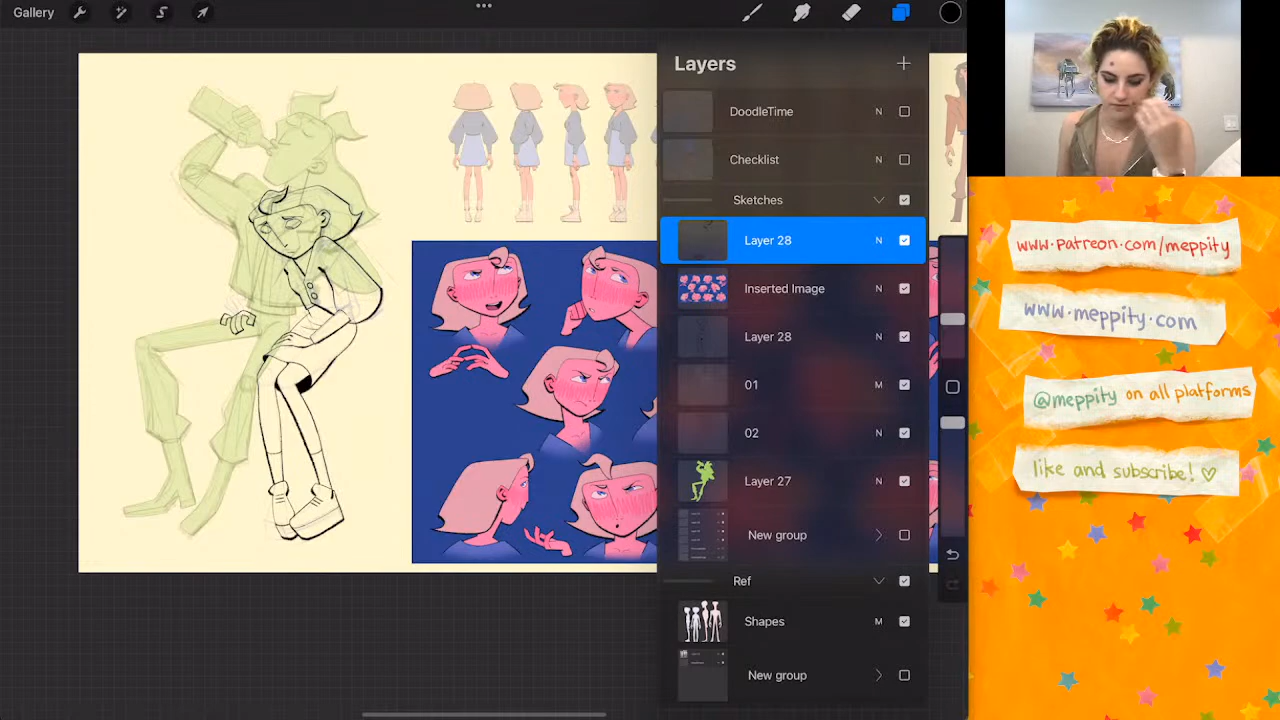 Gallery
Layers
DoodleTime N
Checklist N
Sketches
Layer 28 N
Inserted Image N
Layer 28 N
01 M
02 N
Layer 27 N
New group
Ref
Shapes M
New group
www.patreon.com/meppity
www.meppity.com
@meppity on all platforms
like and subscribe! ♡